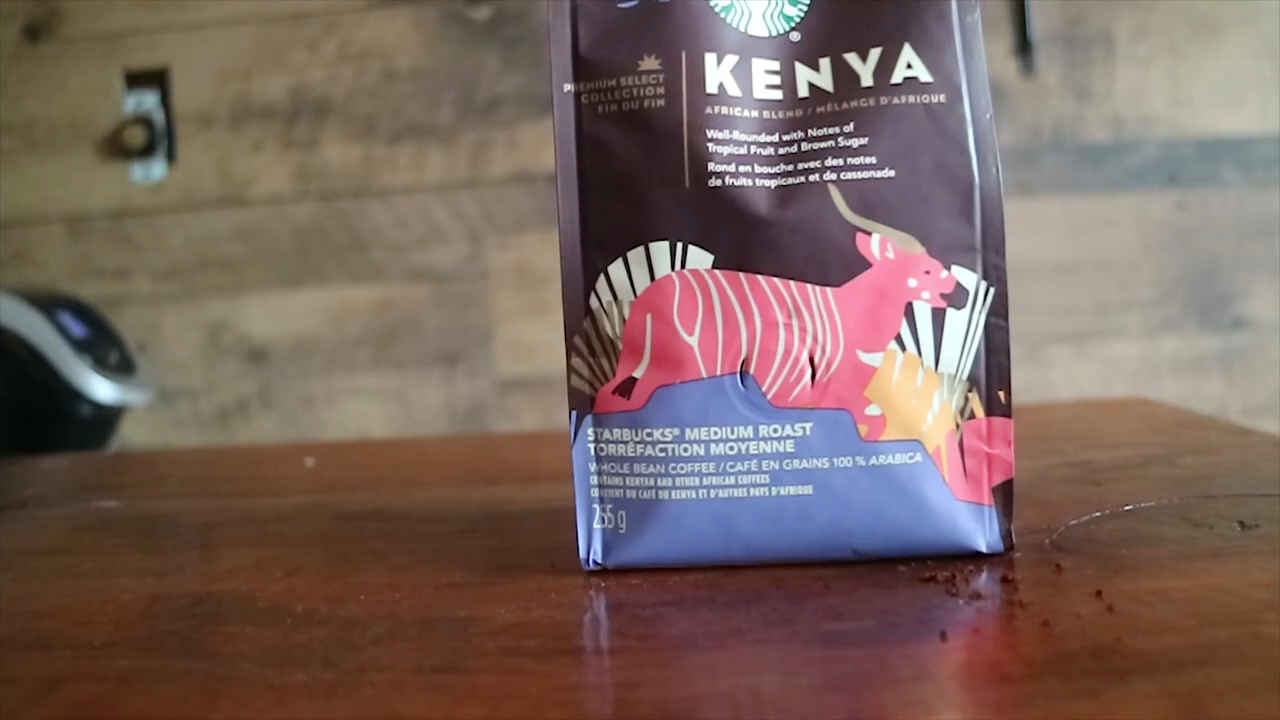 PREMIUM SELECT
COLLECTION
FIN DU FIN
KENYA
AFRICAN BLEND / MÉLANGE D'AFRIQUE
Well-Rounded with Notes of
Tropical Fruit and Brown Sugar
Rond en bouche avec des notes
de fruits tropicaux et de cassonade
STARBUCKS® MEDIUM ROAST
TORRÉFACTION MOYENNE
WHOLE BEAN COFFEE / CAFÉ EN GRAINS 100 % ARABICA
CONTAINS KENYAN AND OTHER AFRICAN COFFEES
CONTIENT DU CAFÉ DU KENYA ET D'AUTRES PAYS D'AFRIQUE
255 g